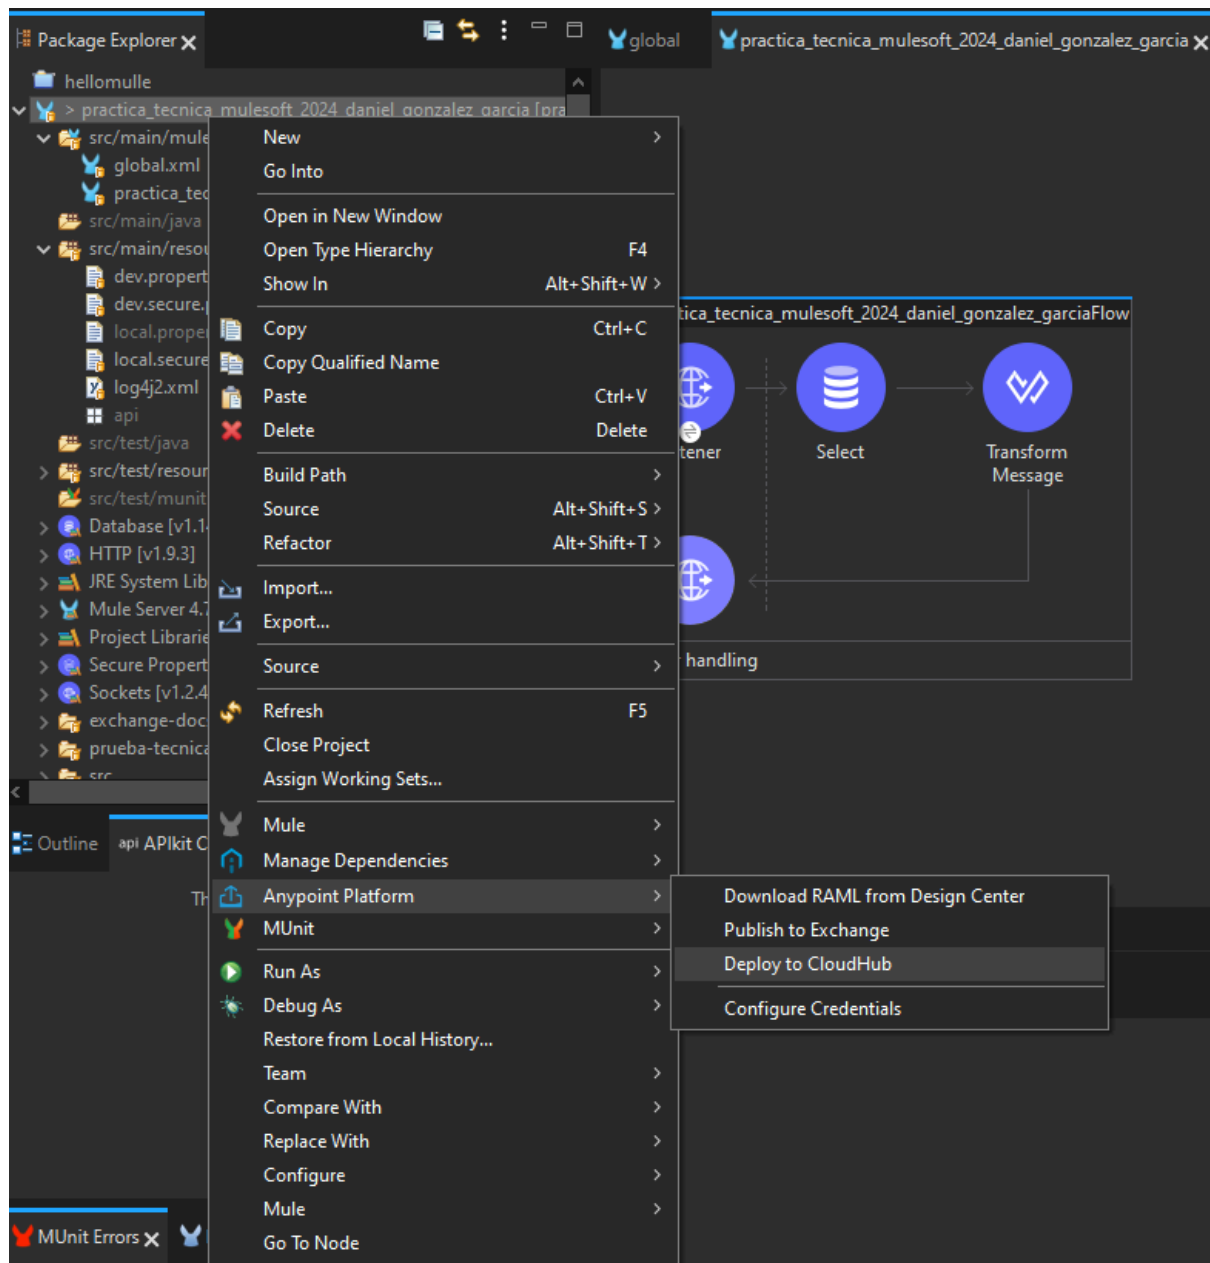 Package Explorer
global
practica_tecnica_mulesoft_2024_daniel_gonzalez_garcia
hellomulle
> practica_tecnica_mulesoft_2024_daniel_gonzalez_garcia [pra
src/main/mule
global.xml
practica_tec
src/main/java
src/main/resou
dev.propert
dev.secure.p
local.proper
local.secure
log4j2.xml
api
src/test/java
src/test/resour
src/test/munit
Database [v1.14
HTTP [v1.9.3]
JRE System Lib
Mule Server 4.7
Project Librarie
Secure Propert
Sockets [v1.2.4
exchange-doc
prueba-tecnica
src
Outline
api APIkit C
Th
MUnit Errors
New
Go Into
Open in New Window
Open Type Hierarchy F4
Show In Alt+Shift+W >
Copy Ctrl+C
Copy Qualified Name
Paste Ctrl+V
Delete Delete
Build Path
Source Alt+Shift+S >
Refactor Alt+Shift+T >
Import...
Export...
Source
Refresh F5
Close Project
Assign Working Sets...
Mule
Manage Dependencies
Anypoint Platform
MUnit
Run As
Debug As
Restore from Local History...
Team
Compare With
Replace With
Configure
Mule
Go To Node
Download RAML from Design Center
Publish to Exchange
Deploy to CloudHub
Configure Credentials
tica_tecnica_mulesoft_2024_daniel_gonzalez_garciaFlow
tener
Select
Transform
Message
handling